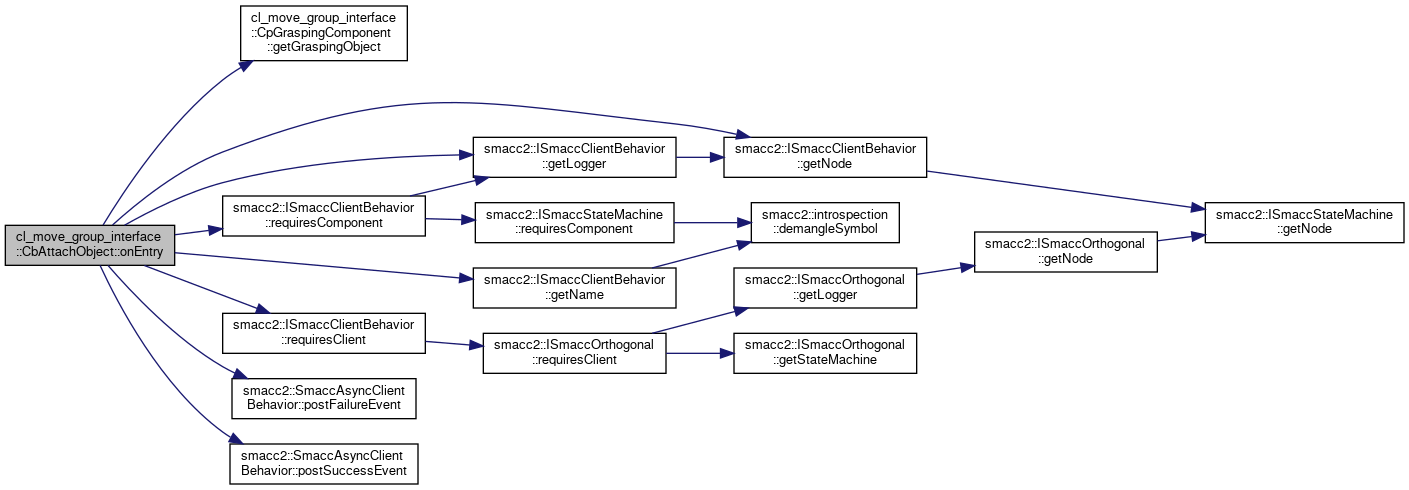 cl_move_group_interface
::CpGraspingComponent
::getGraspingObject
smacc2::ISmaccClientBehavior
::getLogger
smacc2::ISmaccClientBehavior
::getNode
smacc2::ISmaccClientBehavior
::requiresComponent
smacc2::ISmaccStateMachine
::requiresComponent
smacc2::introspection
::demangleSymbol
smacc2::ISmaccStateMachine
::getNode
cl_move_group_interface
::CbAttachObject::onEntry
smacc2::ISmaccOrthogonal
::getNode
smacc2::ISmaccClientBehavior
::getName
smacc2::ISmaccOrthogonal
::getLogger
smacc2::ISmaccClientBehavior
::requiresClient
smacc2::ISmaccOrthogonal
::requiresClient
smacc2::ISmaccOrthogonal
::getStateMachine
smacc2::SmaccAsyncClient
Behavior::postFailureEvent
smacc2::SmaccAsyncClient
Behavior::postSuccessEvent